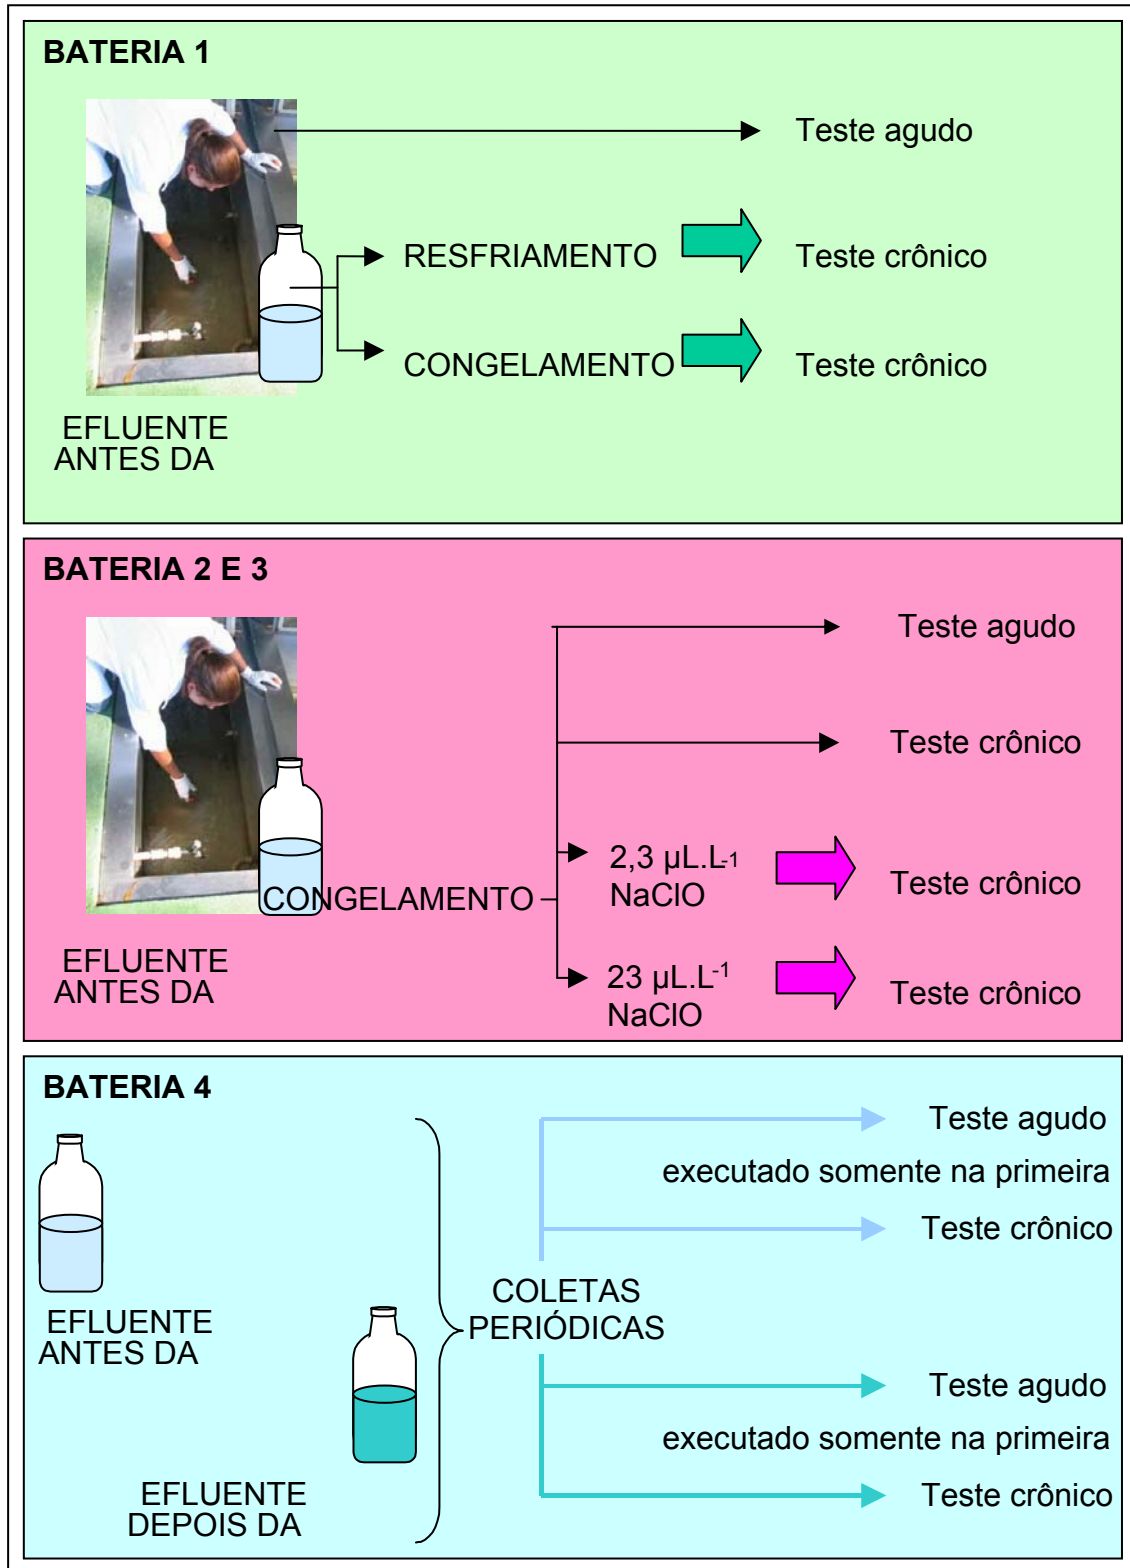 BATERIA 1
Teste agudo
RESFRIAMENTO
Teste crônico
CONGELAMENTO
Teste crônico
EFLUENTE
ANTES DA
BATERIA 2 E 3
Teste agudo
Teste crônico
2,3 µL.L-1
NaClO
Teste crônico
CONGELAMENTO
EFLUENTE
ANTES DA
23 µL.L-1
NaClO
Teste crônico
BATERIA 4
Teste agudo
executado somente na primeira
Teste crônico
COLETAS
PERIÓDICAS
EFLUENTE
ANTES DA
Teste agudo
executado somente na primeira
Teste crônico
EFLUENTE
DEPOIS DA